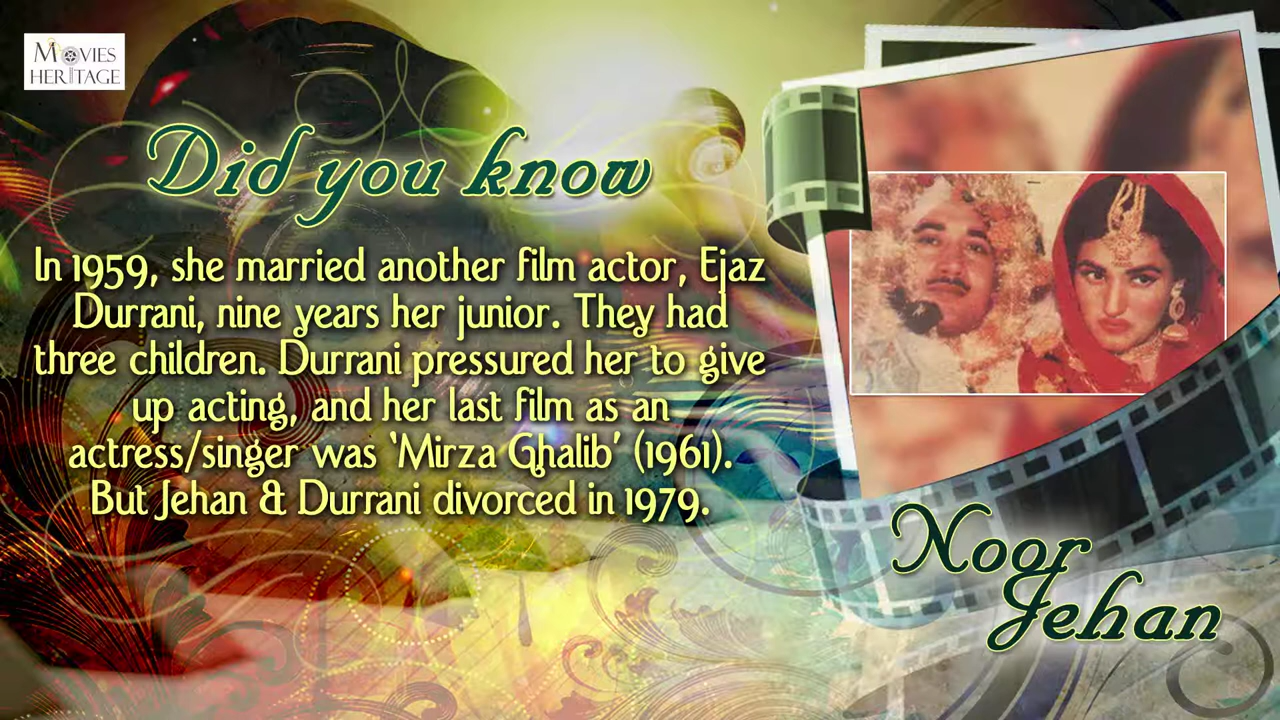 MOVIES
HERITAGE
Did you know
In 1959, she married another film actor, Ejaz
Durrani, nine years her junior. They had
three children. Durrani pressured her to give
up acting, and her last film as an
actress/singer was ‘Mirza Ghalib’ (1961).
But Jehan & Durrani divorced in 1979.
Noor
Jehan